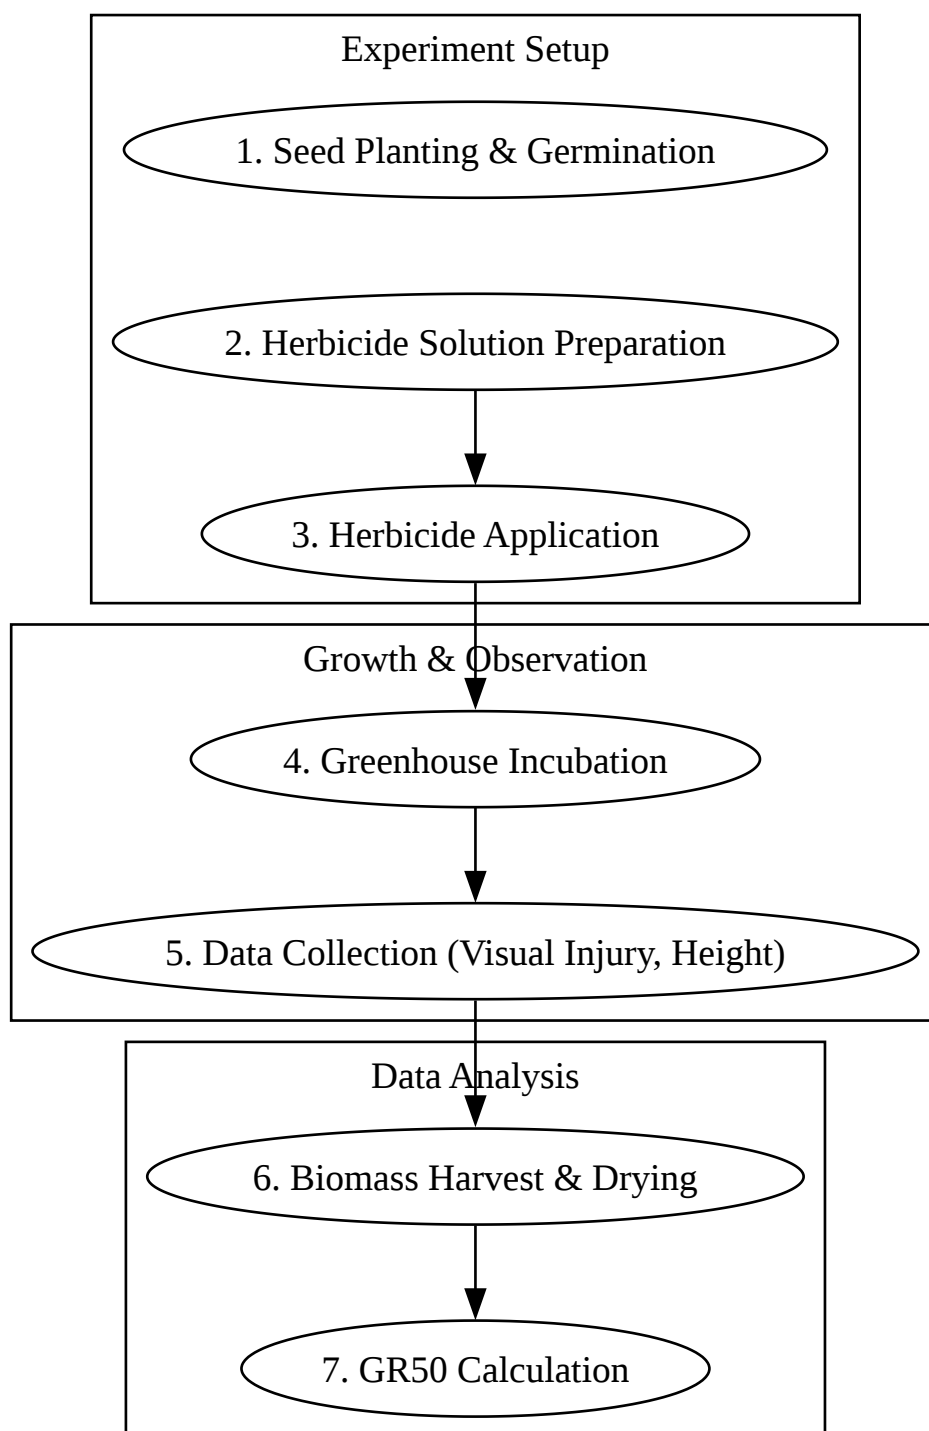 Experiment Setup
1. Seed Planting & Germination
2. Herbicide Solution Preparation
3. Herbicide Application
Growth & Observation
4. Greenhouse Incubation
5. Data Collection (Visual Injury, Height)
Data Analysis
6. Biomass Harvest & Drying
7. GR50 Calculation